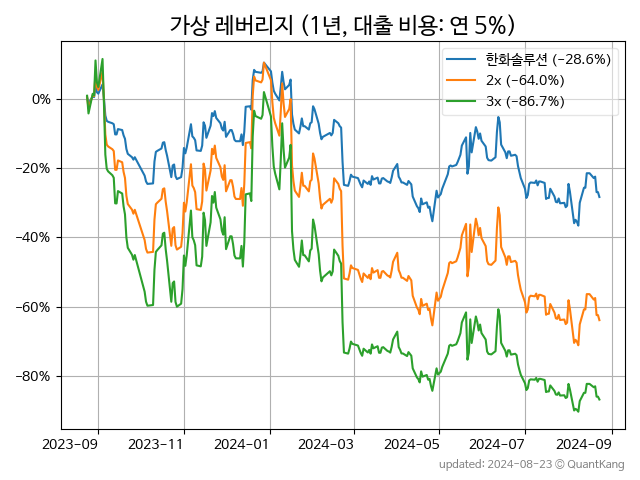 가상 레버리지 (1년, 대출 비용: 연 5%)
한화솔루션 (−28.6%)
2x (−64.0%)
3x (−86.7%)
0%
−20%
−40%
−60%
−80%
2023−09 2023−11 2024−01 2024−03 2024−05 2024−07 2024−09
updated: 2024-08-23 © QuantKang